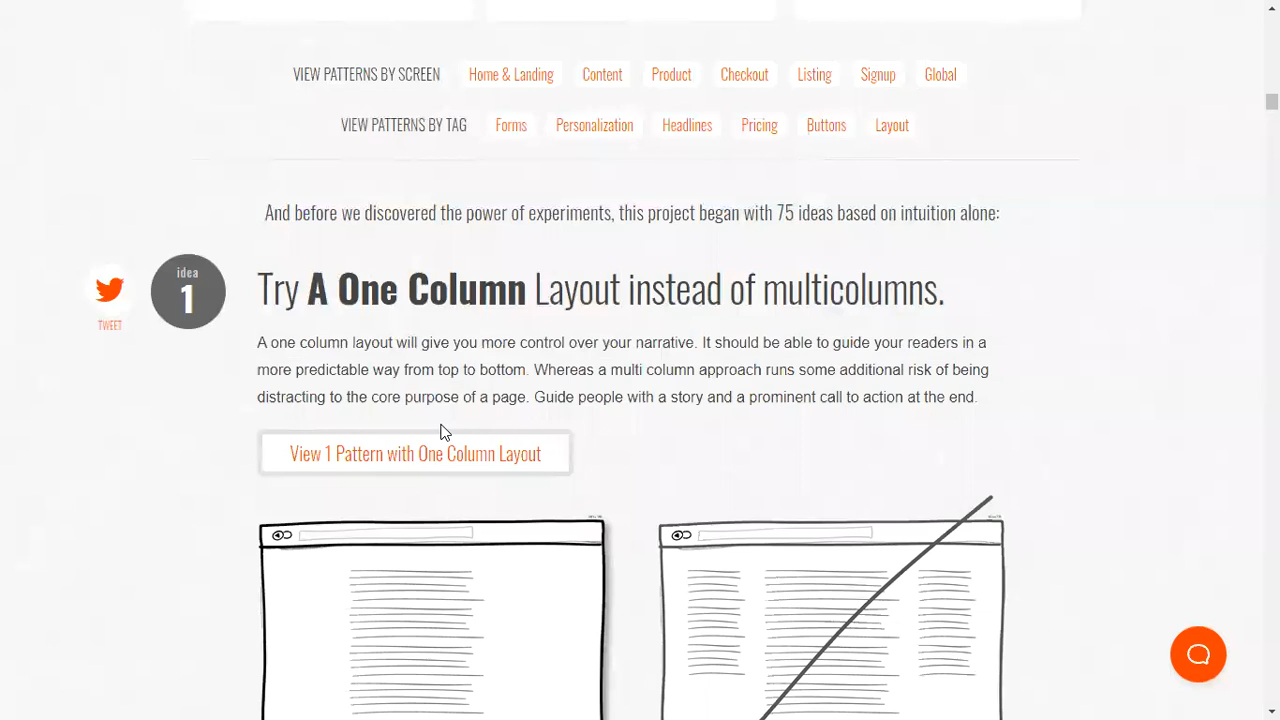 VIEW PATTERNS BY SCREEN Home & Landing Content Product Checkout Listing Signup Global
VIEW PATTERNS BY TAG Forms Personalization Headlines Pricing Buttons Layout
And before we discovered the power of experiments, this project began with 75 ideas based on intuition alone:
idea
1
TWEET
Try A One Column Layout instead of multicolumns.
A one column layout will give you more control over your narrative. It should be able to guide your readers in a
more predictable way from top to bottom. Whereas a multi column approach runs some additional risk of being
distracting to the core purpose of a page. Guide people with a story and a prominent call to action at the end.
View 1 Pattern with One Column Layout